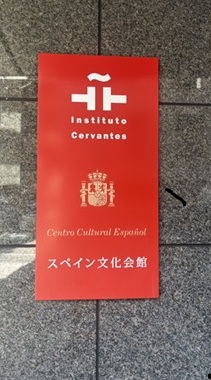 Instituto
Cervantes
Centro Cultural Español
スペイン文化会館